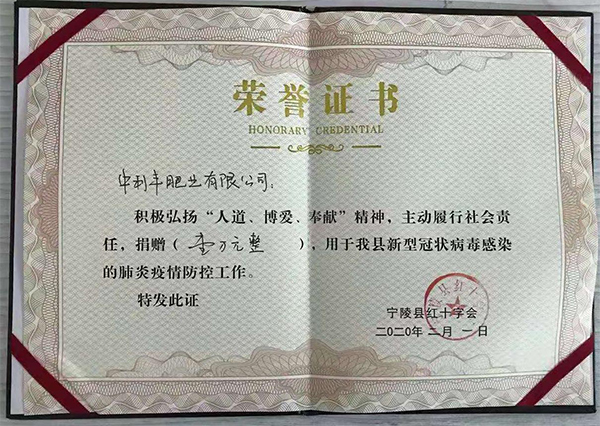 荣誉证书
HONORARY CREDENTIAL
中利丰肥业有限公司：
积极弘扬“人道、博爱、奉献”精神，主动履行社会责
任，捐赠（壹万元整），用于我县新型冠状病毒感染
的肺炎疫情防控工作。
特发此证
宁陵县红十字会
二〇二〇年 二月 一日